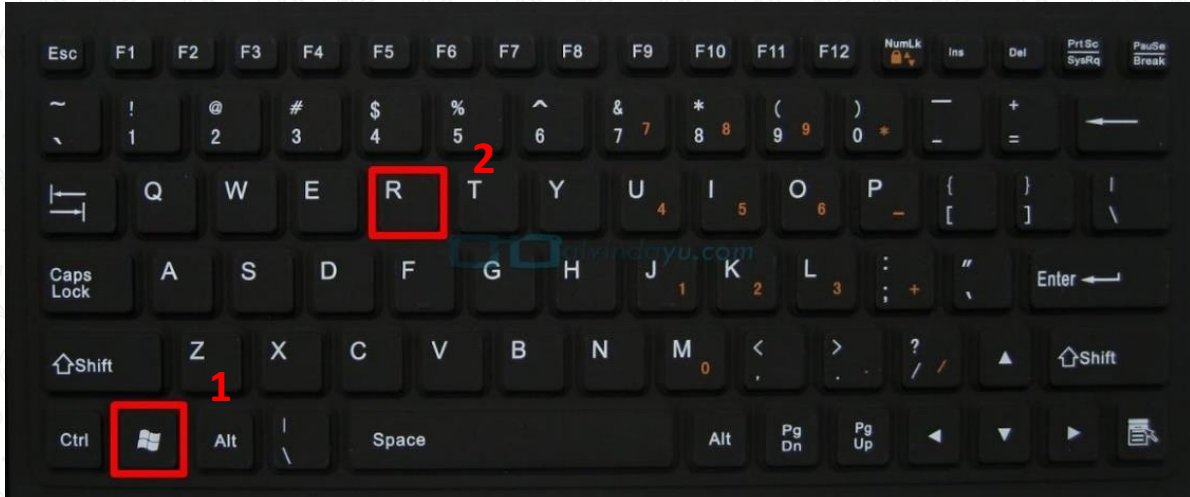 Esc F1 F2 F3 F4 F5 F6 F7 F8 F9 F10 F11 F12 NumLk Ins Del PrtSc SysRq PauSe Break
~ ! @ # $ % ^ & * ( ) — +
` 1 2 3 4 5 6 7 7 8 8 9 9 0 * - =
2
Q W E R T Y U 4 I 5 O 6 P - { [ } ] | \
alvindayu.com
Caps Lock A S D F G H J 1 K 2 L 3 : ; + " ' Enter
Shift Z X C V B N M 0 < , > . ? / / Shift
1
Ctrl Alt | \ Space Alt Pg Dn Pg Up